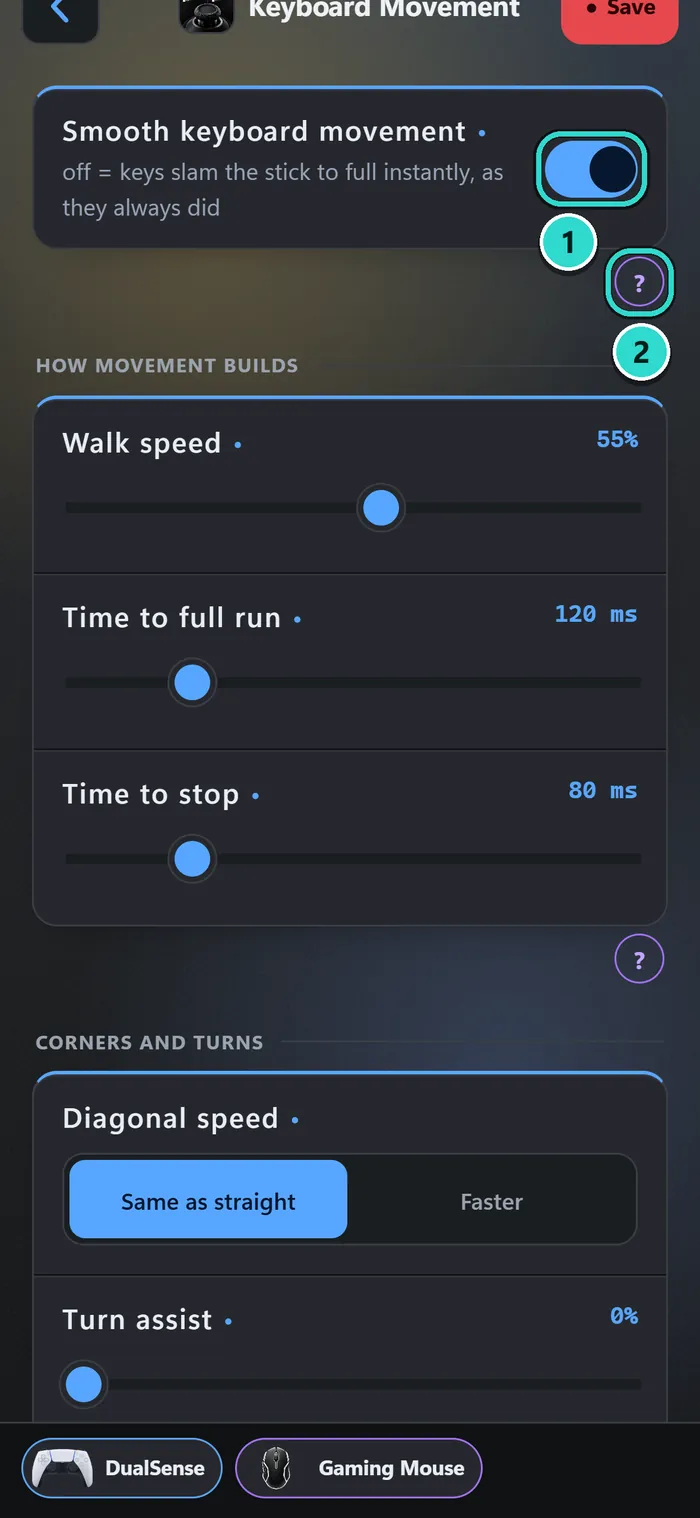 Keyboard Movement
• Save
Smooth keyboard movement •
off = keys slam the stick to full instantly, as
they always did
1
?
2
HOW MOVEMENT BUILDS
Walk speed •
55%
Time to full run •
120 ms
Time to stop •
80 ms
?
CORNERS AND TURNS
Diagonal speed •
Same as straight
Faster
Turn assist •
0%
DualSense
Gaming Mouse